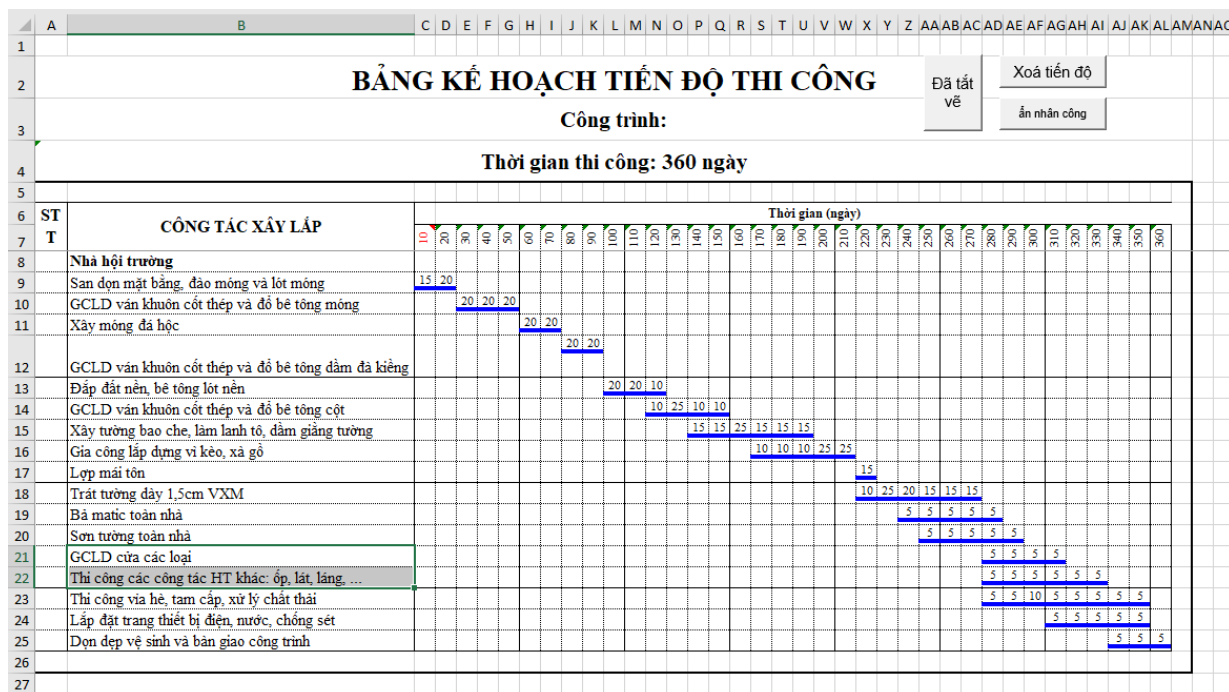 A B C D E F G H I J K L M N O P Q R S T U V W X Y Z AA AB AC AD AE AF AG AH AI AJ AK AL AM AN AO
1
2 BẢNG KẾ HOẠCH TIẾN ĐỘ THI CÔNG Đã tắt vẽ Xoá tiến độ
3 Công trình: ẩn nhân công
4 Thời gian thi công: 360 ngày
5
6 STT CÔNG TÁC XÂY LẮP Thời gian (ngày)
7 10 20 30 40 50 60 70 80 90 100 110 120 130 140 150 160 170 180 190 200 210 220 230 240 250 260 270 280 290 300 310 320 330 340 350 360
8 Nhà hội trường
9 San dọn mặt bằng, đào móng và lót móng 15 20
10 GCLD ván khuôn cốt thép và đổ bê tông móng 20 20 20
11 Xây móng đá hộc 20 20
12 GCLD ván khuôn cốt thép và đổ bê tông dầm đà kiềng 20 20
13 Đắp đất nền, bê tông lót nền 20 20 10
14 GCLD ván khuôn cốt thép và đổ bê tông cột 10 25 10 10
15 Xây tường bao che, làm lanh tô, dầm giằng tường 15 15 25 15 15 15
16 Gia công lắp dựng vì kèo, xà gồ 10 10 10 25 25
17 Lợp mái tôn 15
18 Trát tường dày 1,5cm VXM 10 25 20 15 15 15
19 Bả matic toàn nhà 5 5 5 5 5
20 Sơn tường toàn nhà 5 5 5 5 5
21 GCLD cửa các loại 5 5 5 5
22 Thi công các công tác HT khác: ốp, lát, láng, ... 5 5 5 5 5 5
23 Thi công vỉa hè, tam cấp, xử lý chất thải 5 5 10 5 5 5 5 5
24 Lắp đặt trang thiết bị điện, nước, chống sét 5 5 5 5 5
25 Dọn dẹp vệ sinh và bàn giao công trình 5 5 5
26
27